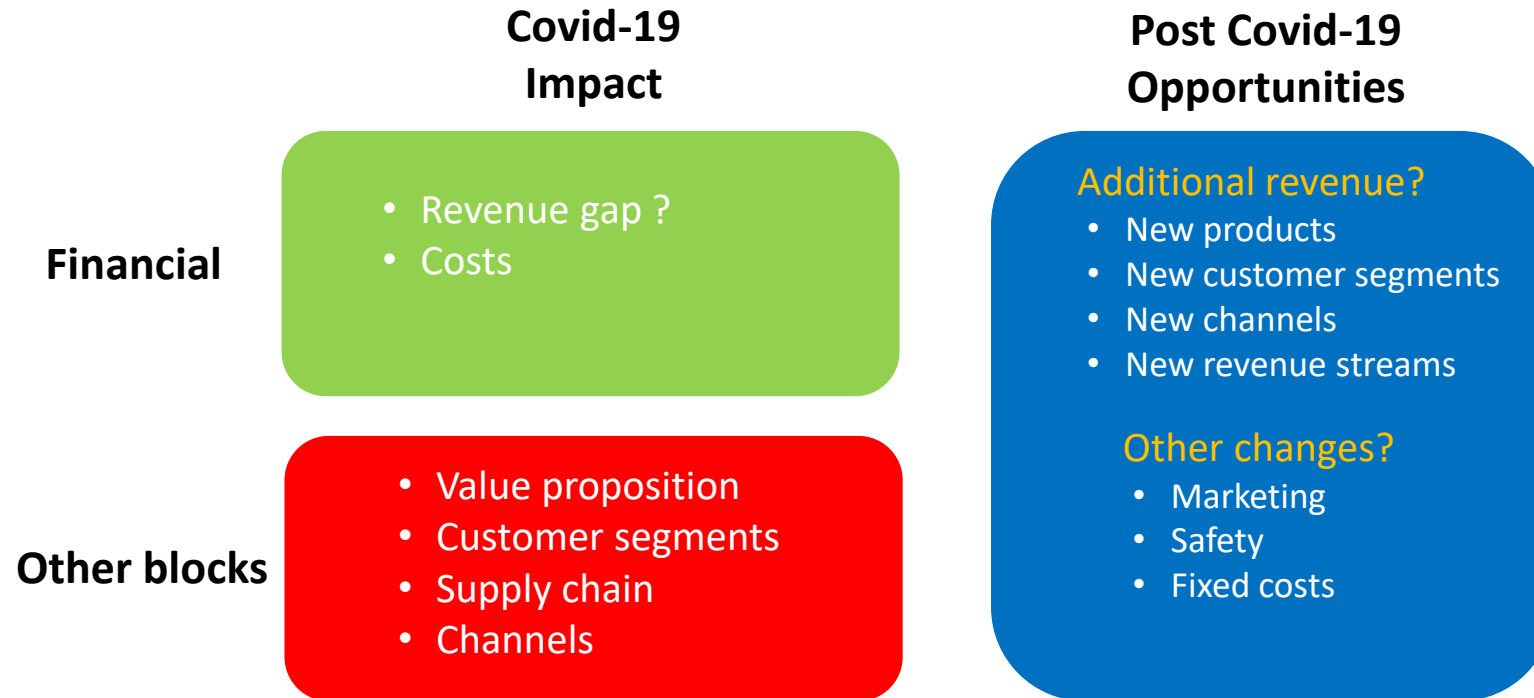 Covid-19
Impact
Post Covid-19
Opportunities
Financial
• Revenue gap ?
• Costs
Other blocks
• Value proposition
• Customer segments
• Supply chain
• Channels
Additional revenue?
• New products
• New customer segments
• New channels
• New revenue streams
Other changes?
• Marketing
• Safety
• Fixed costs